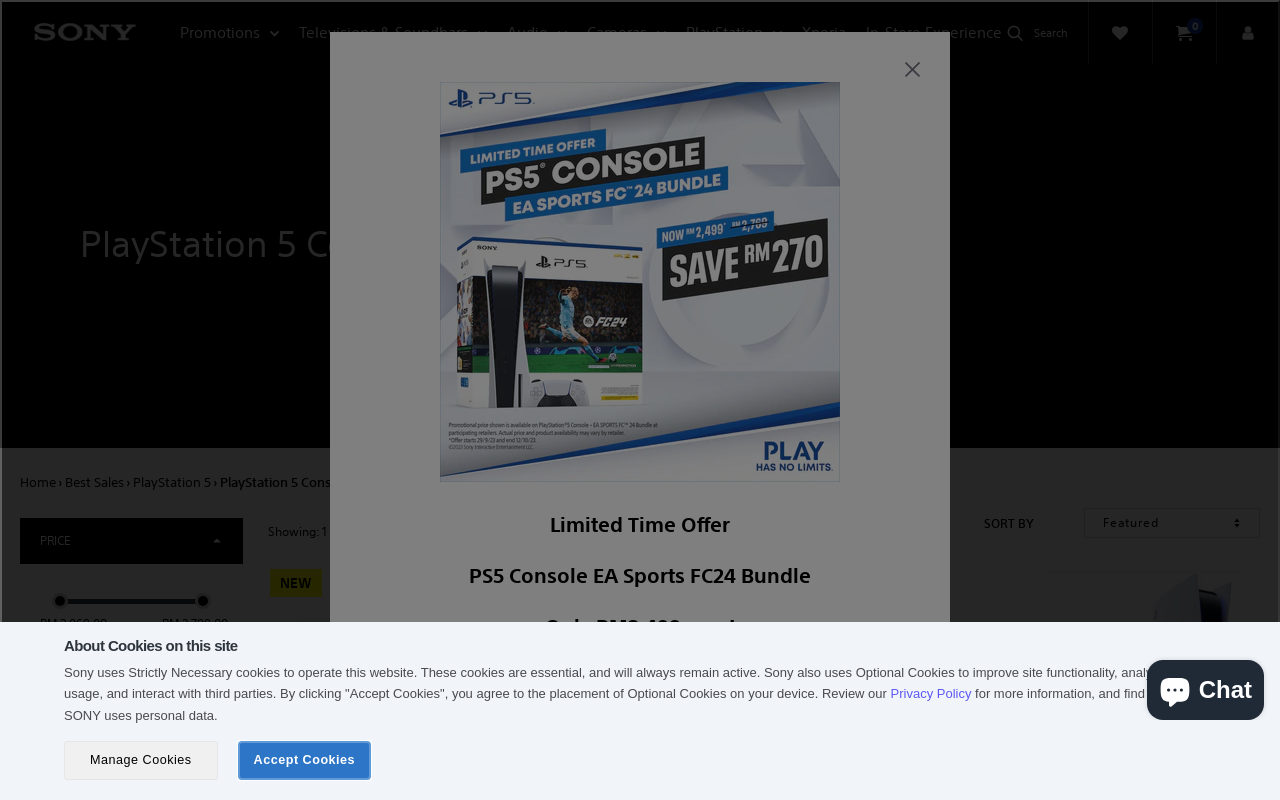 SONY
Promotions
Televisions & Soundbars
Audio
Cameras
PlayStation
Xperia
In-Store Experience
Search
0
PlayStation 5 Co
PS5
LIMITED TIME OFFER
PS5 CONSOLE
EA SPORTS FC™ 24 BUNDLE
NOW RM 2,499* RM 2,769
SAVE RM 270
SONY
PS5
FC24
Promotional price shown is available on PlayStation®5 Console – EA SPORTS FC™ 24 Bundle at
participating retailers. Actual price and product availability may vary by retailer.
*Offer starts 29/9/23 and end 12/10/23
©2023 Sony Interactive Entertainment LLC.
PLAY
HAS NO LIMITS.
Home › Best Sales › PlayStation 5 › PlayStation 5 Cons
PRICE
Showing: 1
SORT BY
Featured
Limited Time Offer
NEW
PS5 Console EA Sports FC24 Bundle
About Cookies on this site
Sony uses Strictly Necessary cookies to operate this website. These cookies are essential, and will always remain active. Sony also uses Optional Cookies to improve site functionality, analy
usage, and interact with third parties. By clicking "Accept Cookies", you agree to the placement of Optional Cookies on your device. Review our Privacy Policy for more information, and find
SONY uses personal data.
Chat
Manage Cookies
Accept Cookies